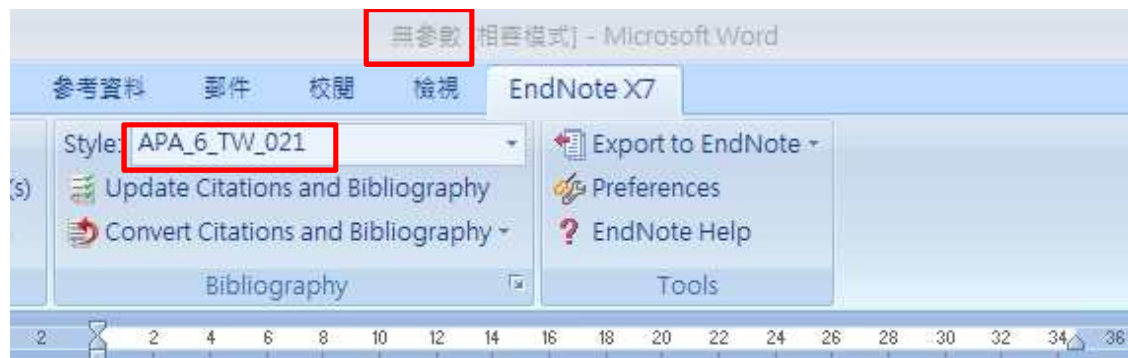 無參數 [相容模式] - Microsoft Word
參考資料 郵件 校閱 檢視 EndNote X7
Style: APA_6_TW_021 Export to EndNote
(s) Update Citations and Bibliography Preferences
Convert Citations and Bibliography EndNote Help
Bibliography Tools
2 2 4 6 8 10 12 14 16 18 20 22 24 26 28 30 32 34 36